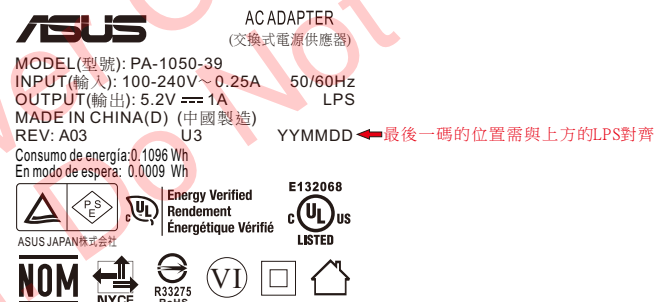 ASUS
AC ADAPTER
(交換式電源供應器)
MODEL(型號): PA-1050-39
INPUT(輸入): 100-240V～0.25A 50/60Hz
OUTPUT(輸出): 5.2V ⎓ 1A LPS
MADE IN CHINA(D) (中國製造)
REV: A03 U3 YYMMDD 最後一碼的位置需與上方的LPS對齊
Consumo de energía:0.1096 Wh
En modo de espera: 0.0009 Wh
PS
E
c UL
Energy Verified
Rendement
Énergétique Vérifié
E132068
c UL US
LISTED
ASUS JAPAN株式会社
NOM
NYCE
R33275
RoHS
VI
Do Not